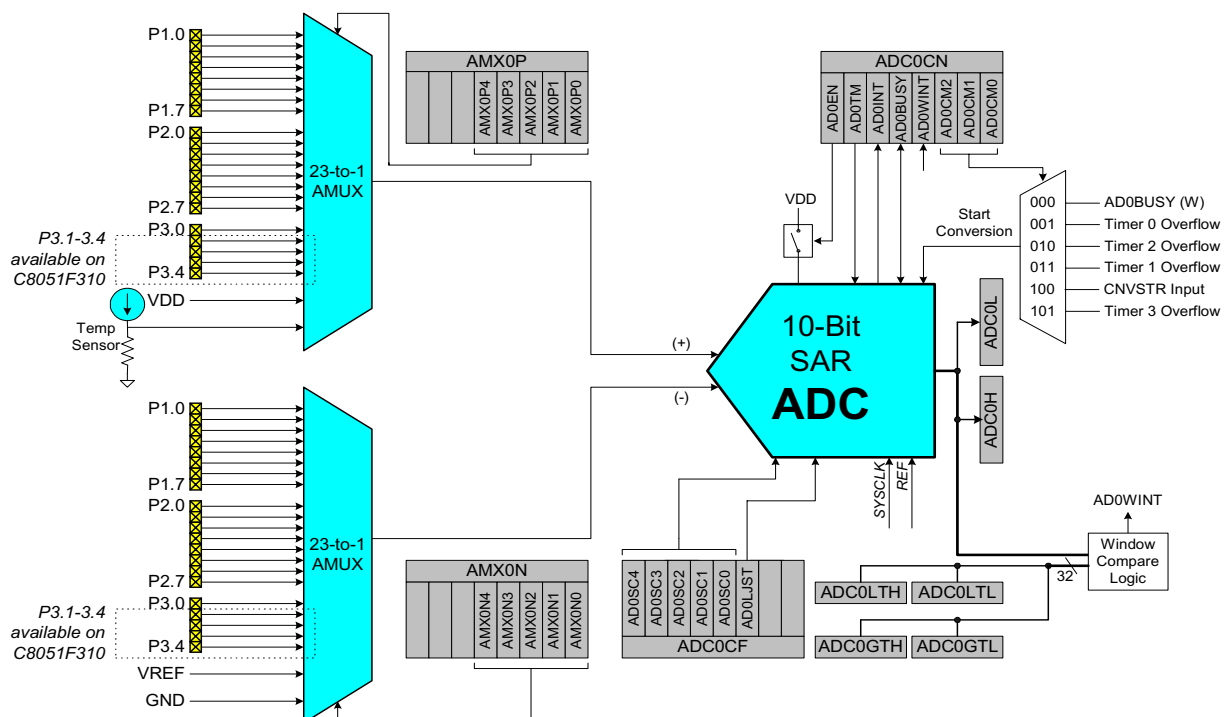 P1.0
P1.7
P2.0
P2.7
P3.0
P3.4
P3.1-3.4
available on
C8051F310
VDD
Temp
Sensor
23-to-1
AMUX
AMX0P
AMX0P4
AMX0P3
AMX0P2
AMX0P1
AMX0P0
ADC0CN
AD0EN
AD0TM
AD0INT
AD0BUSY
AD0WINT
AD0CM2
AD0CM1
AD0CM0
VDD
Start
Conversion
000 AD0BUSY (W)
001 Timer 0 Overflow
010 Timer 2 Overflow
011 Timer 1 Overflow
100 CNVSTR Input
101 Timer 3 Overflow
(+)
(-)
10-Bit
SAR
ADC
ADC0L
ADC0H
SYSCLK
REF
AD0WINT
Window
Compare
Logic
32
P1.0
P1.7
P2.0
P2.7
P3.0
P3.4
P3.1-3.4
available on
C8051F310
VREF
GND
23-to-1
AMUX
AMX0N
AMX0N4
AMX0N3
AMX0N2
AMX0N1
AMX0N0
AD0SC4
AD0SC3
AD0SC2
AD0SC1
AD0SC0
AD0LJST
ADC0CF
ADC0LTH
ADC0LTL
ADC0GTH
ADC0GTL